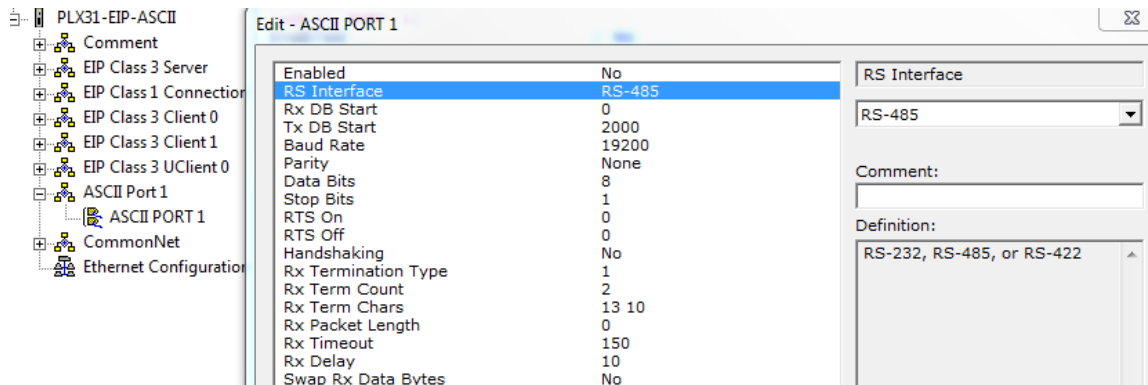 PLX31-EIP-ASCII
Comment
EIP Class 3 Server
EIP Class 1 Connection
EIP Class 3 Client 0
EIP Class 3 Client 1
EIP Class 3 UClient 0
ASCII Port 1
ASCII PORT 1
CommonNet
Ethernet Configuration
Edit - ASCII PORT 1
Enabled No
RS Interface RS-485
Rx DB Start 0
Tx DB Start 2000
Baud Rate 19200
Parity None
Data Bits 8
Stop Bits 1
RTS On 0
RTS Off 0
Handshaking No
Rx Termination Type 1
Rx Term Count 2
Rx Term Chars 13 10
Rx Packet Length 0
Rx Timeout 150
Rx Delay 10
Swap Rx Data Bytes No
RS Interface
RS-485
Comment:
Definition:
RS-232, RS-485, or RS-422